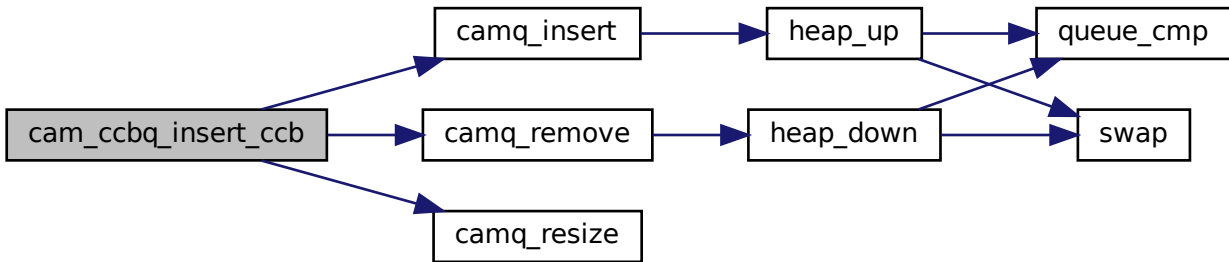 camq_insert
heap_up
queue_cmp
cam_ccbq_insert_ccb
camq_remove
heap_down
swap
camq_resize